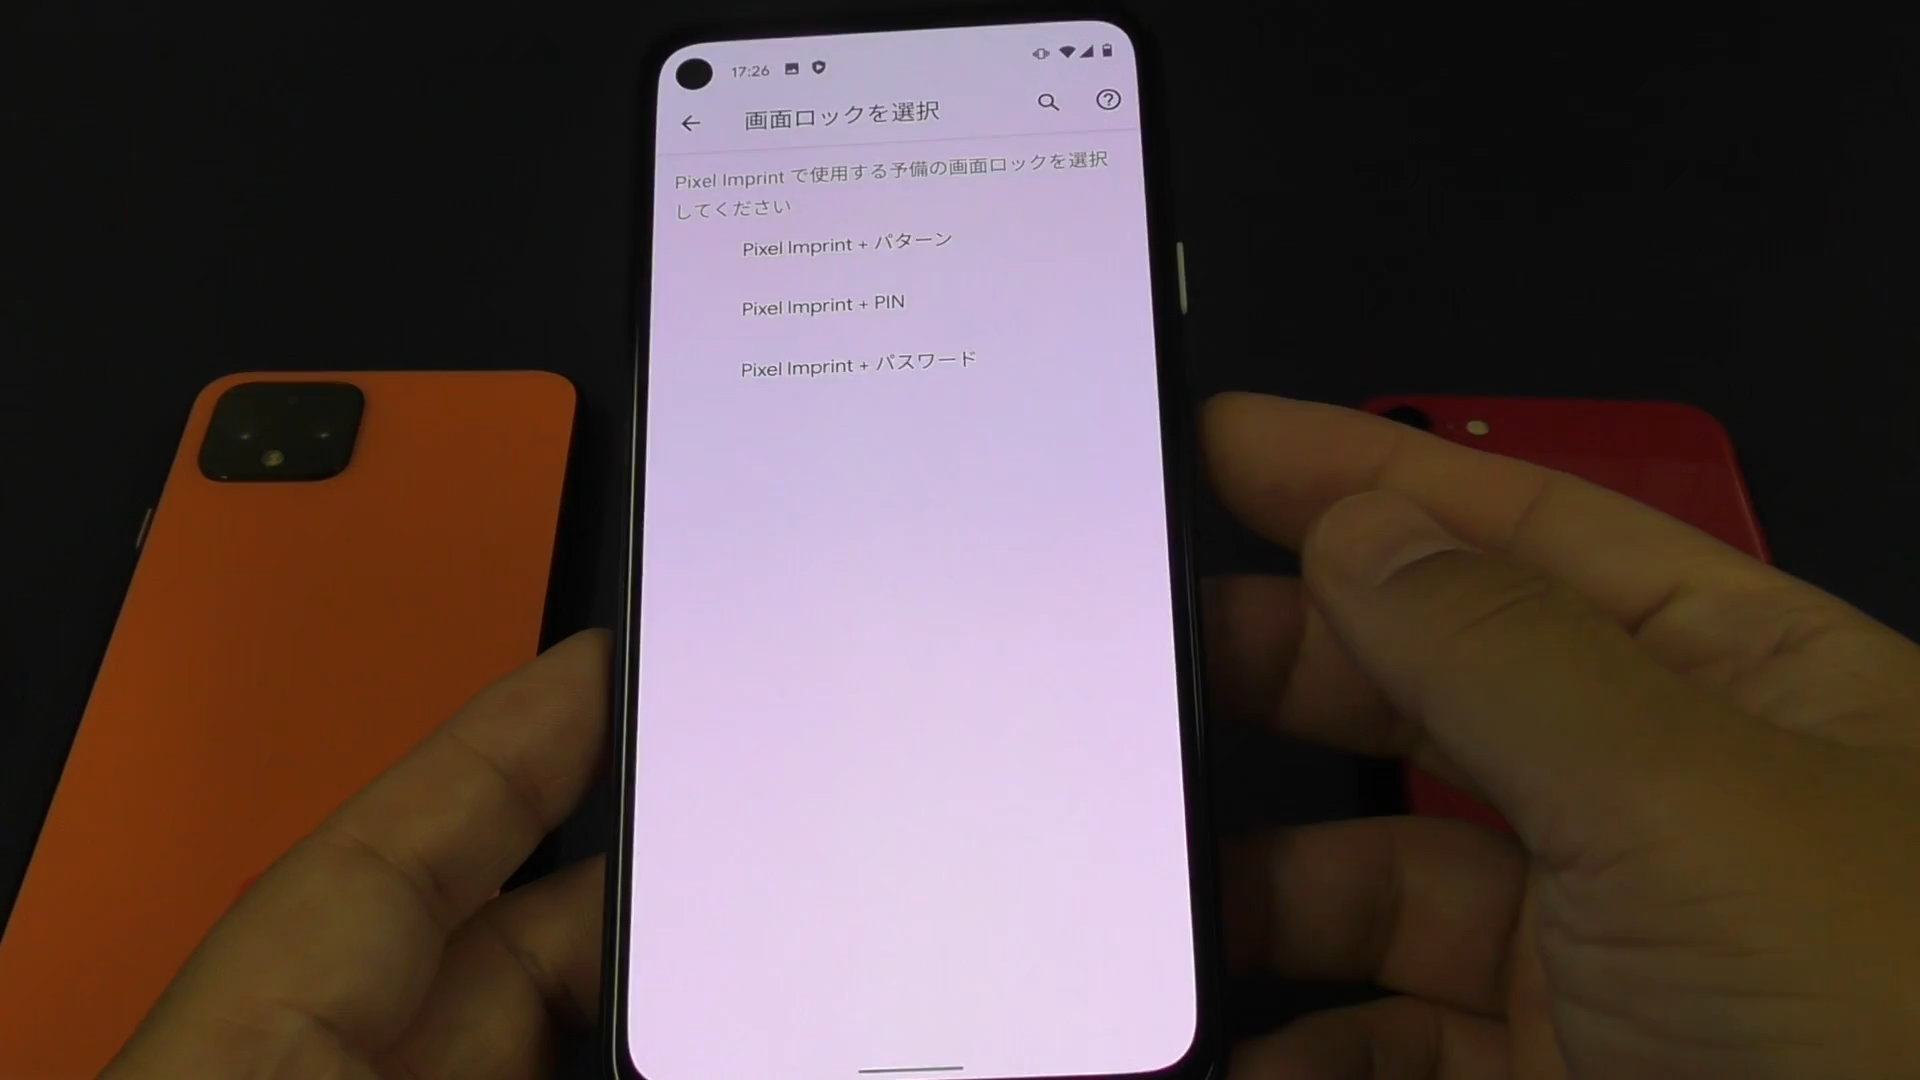 17:26
画面ロックを選択
Pixel Imprint で使用する予備の画面ロックを選択
してください
Pixel Imprint + パターン
Pixel Imprint + PIN
Pixel Imprint + パスワード